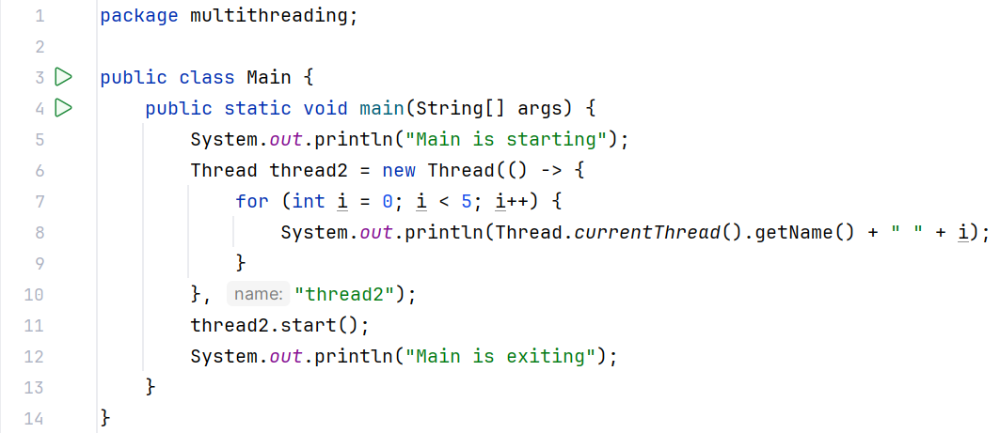 1 package multithreading;
2
3 public class Main {
4     public static void main(String[] args) {
5         System.out.println("Main is starting");
6         Thread thread2 = new Thread(() -> {
7             for (int i = 0; i < 5; i++) {
8                 System.out.println(Thread.currentThread().getName() + " " + i);
9             }
10         }, name: "thread2");
11         thread2.start();
12         System.out.println("Main is exiting");
13     }
14 }